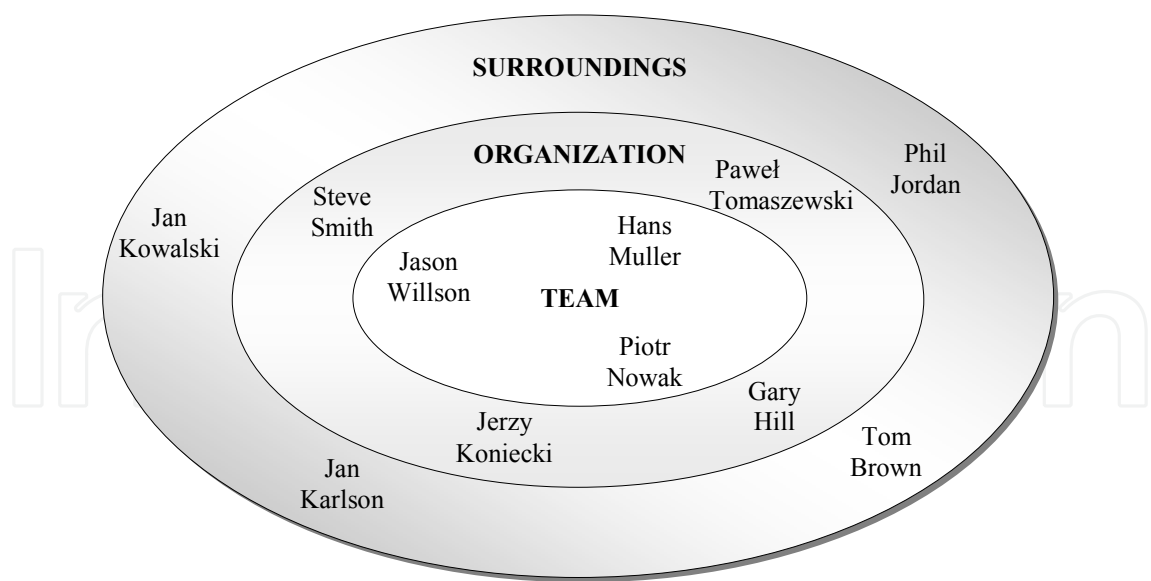 SURROUNDINGS
ORGANIZATION
Paweł
Tomaszewski
Phil
Jordan
Steve
Smith
Jan
Kowalski
Hans
Muller
Jason
Willson
TEAM
Piotr
Nowak
Gary
Hill
Jerzy
Koniecki
Tom
Brown
Jan
Karlson